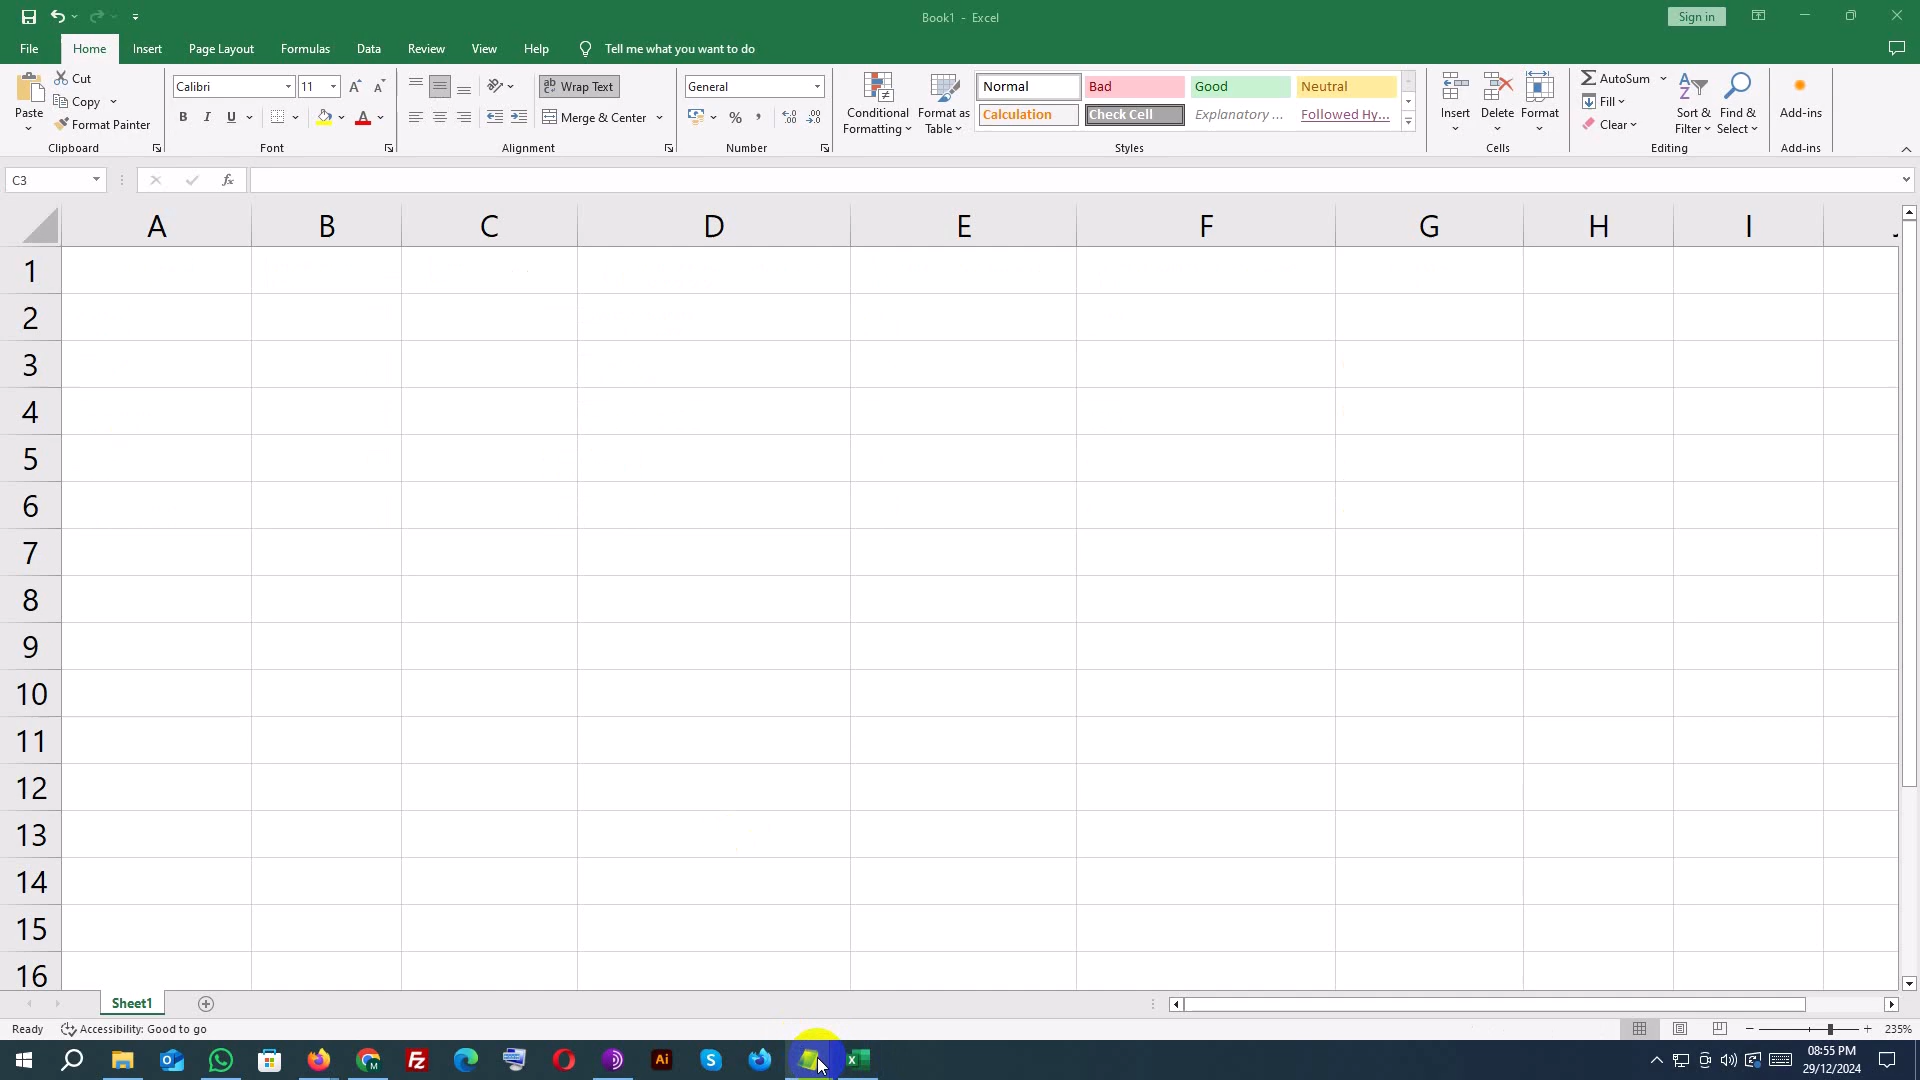 Book1 - Excel
Sign in
File Home Insert Page Layout Formulas Data Review View Help Tell me what you want to do
Paste
Cut
Copy
Format Painter
Clipboard
Calibri 11
B I U
Font
Wrap Text
Merge & Center
Alignment
General
% ,
Number
Conditional Formatting
Format as Table
Normal Bad Good Neutral
Calculation Check Cell Explanatory ... Followed Hy...
Styles
Insert Delete Format
Cells
AutoSum
Fill
Clear
Sort & Filter
Find & Select
Editing
Add-ins
Add-ins
C3 fx
A B C D E F G H I
1
2
3
4
5
6
7
8
9
10
11
12
13
14
15
16
Sheet1
Ready Accessibility: Good to go 235%
08:55 PM
29/12/2024